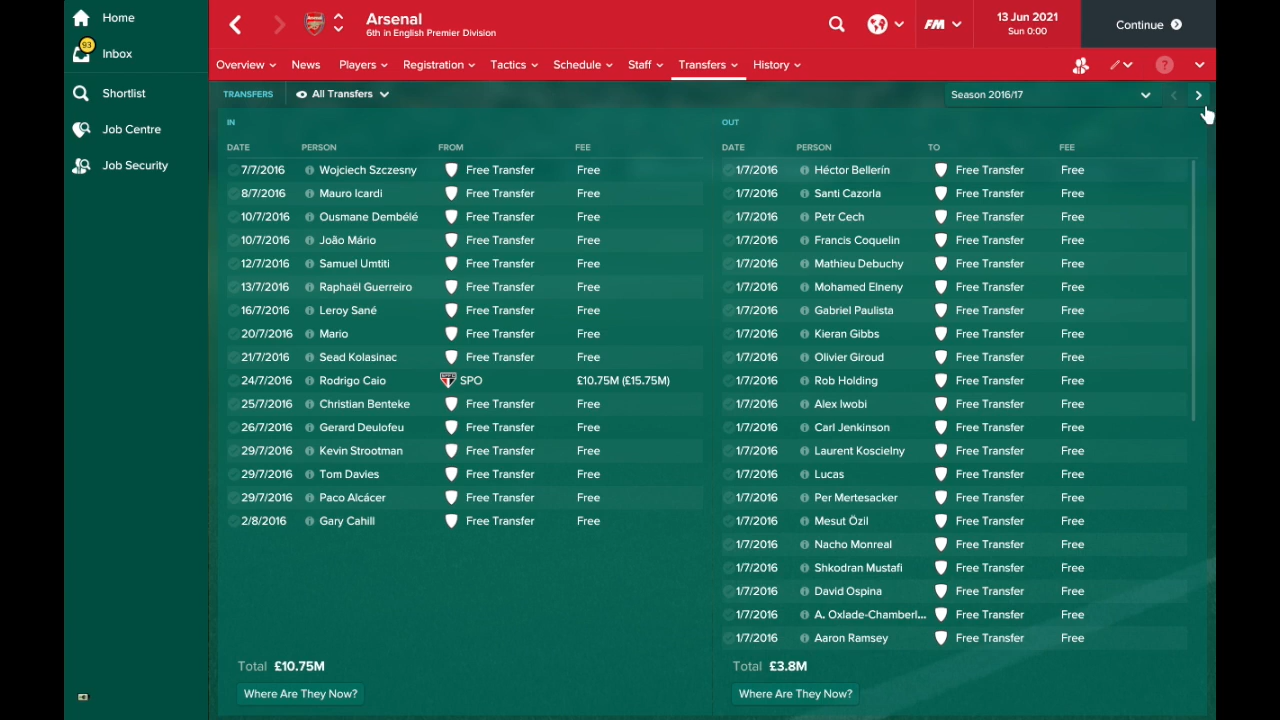 Home
93
Inbox
Shortlist
Job Centre
Job Security
Arsenal
6th in English Premier Division
FM
13 Jun 2021
Sun 0:00
Continue
Overview News Players Registration Tactics Schedule Staff Transfers History
?
TRANSFERS All Transfers Season 2016/17
IN
DATE PERSON FROM FEE
7/7/2016 Wojciech Szczesny Free Transfer Free
8/7/2016 Mauro Icardi Free Transfer Free
10/7/2016 Ousmane Dembélé Free Transfer Free
10/7/2016 João Mário Free Transfer Free
12/7/2016 Samuel Umtiti Free Transfer Free
13/7/2016 Raphaël Guerreiro Free Transfer Free
16/7/2016 Leroy Sané Free Transfer Free
20/7/2016 Mario Free Transfer Free
21/7/2016 Sead Kolasinac Free Transfer Free
24/7/2016 Rodrigo Caio SPO £10.75M (£15.75M)
25/7/2016 Christian Benteke Free Transfer Free
26/7/2016 Gerard Deulofeu Free Transfer Free
29/7/2016 Kevin Strootman Free Transfer Free
29/7/2016 Tom Davies Free Transfer Free
29/7/2016 Paco Alcácer Free Transfer Free
2/8/2016 Gary Cahill Free Transfer Free
Total £10.75M
Where Are They Now?
OUT
DATE PERSON TO FEE
1/7/2016 Héctor Bellerín Free Transfer Free
1/7/2016 Santi Cazorla Free Transfer Free
1/7/2016 Petr Cech Free Transfer Free
1/7/2016 Francis Coquelin Free Transfer Free
1/7/2016 Mathieu Debuchy Free Transfer Free
1/7/2016 Mohamed Elneny Free Transfer Free
1/7/2016 Gabriel Paulista Free Transfer Free
1/7/2016 Kieran Gibbs Free Transfer Free
1/7/2016 Olivier Giroud Free Transfer Free
1/7/2016 Rob Holding Free Transfer Free
1/7/2016 Alex Iwobi Free Transfer Free
1/7/2016 Carl Jenkinson Free Transfer Free
1/7/2016 Laurent Koscielny Free Transfer Free
1/7/2016 Lucas Free Transfer Free
1/7/2016 Per Mertesacker Free Transfer Free
1/7/2016 Mesut Özil Free Transfer Free
1/7/2016 Nacho Monreal Free Transfer Free
1/7/2016 Shkodran Mustafi Free Transfer Free
1/7/2016 David Ospina Free Transfer Free
1/7/2016 A. Oxlade-Chamberl... Free Transfer Free
1/7/2016 Aaron Ramsey Free Transfer Free
Total £3.8M
Where Are They Now?